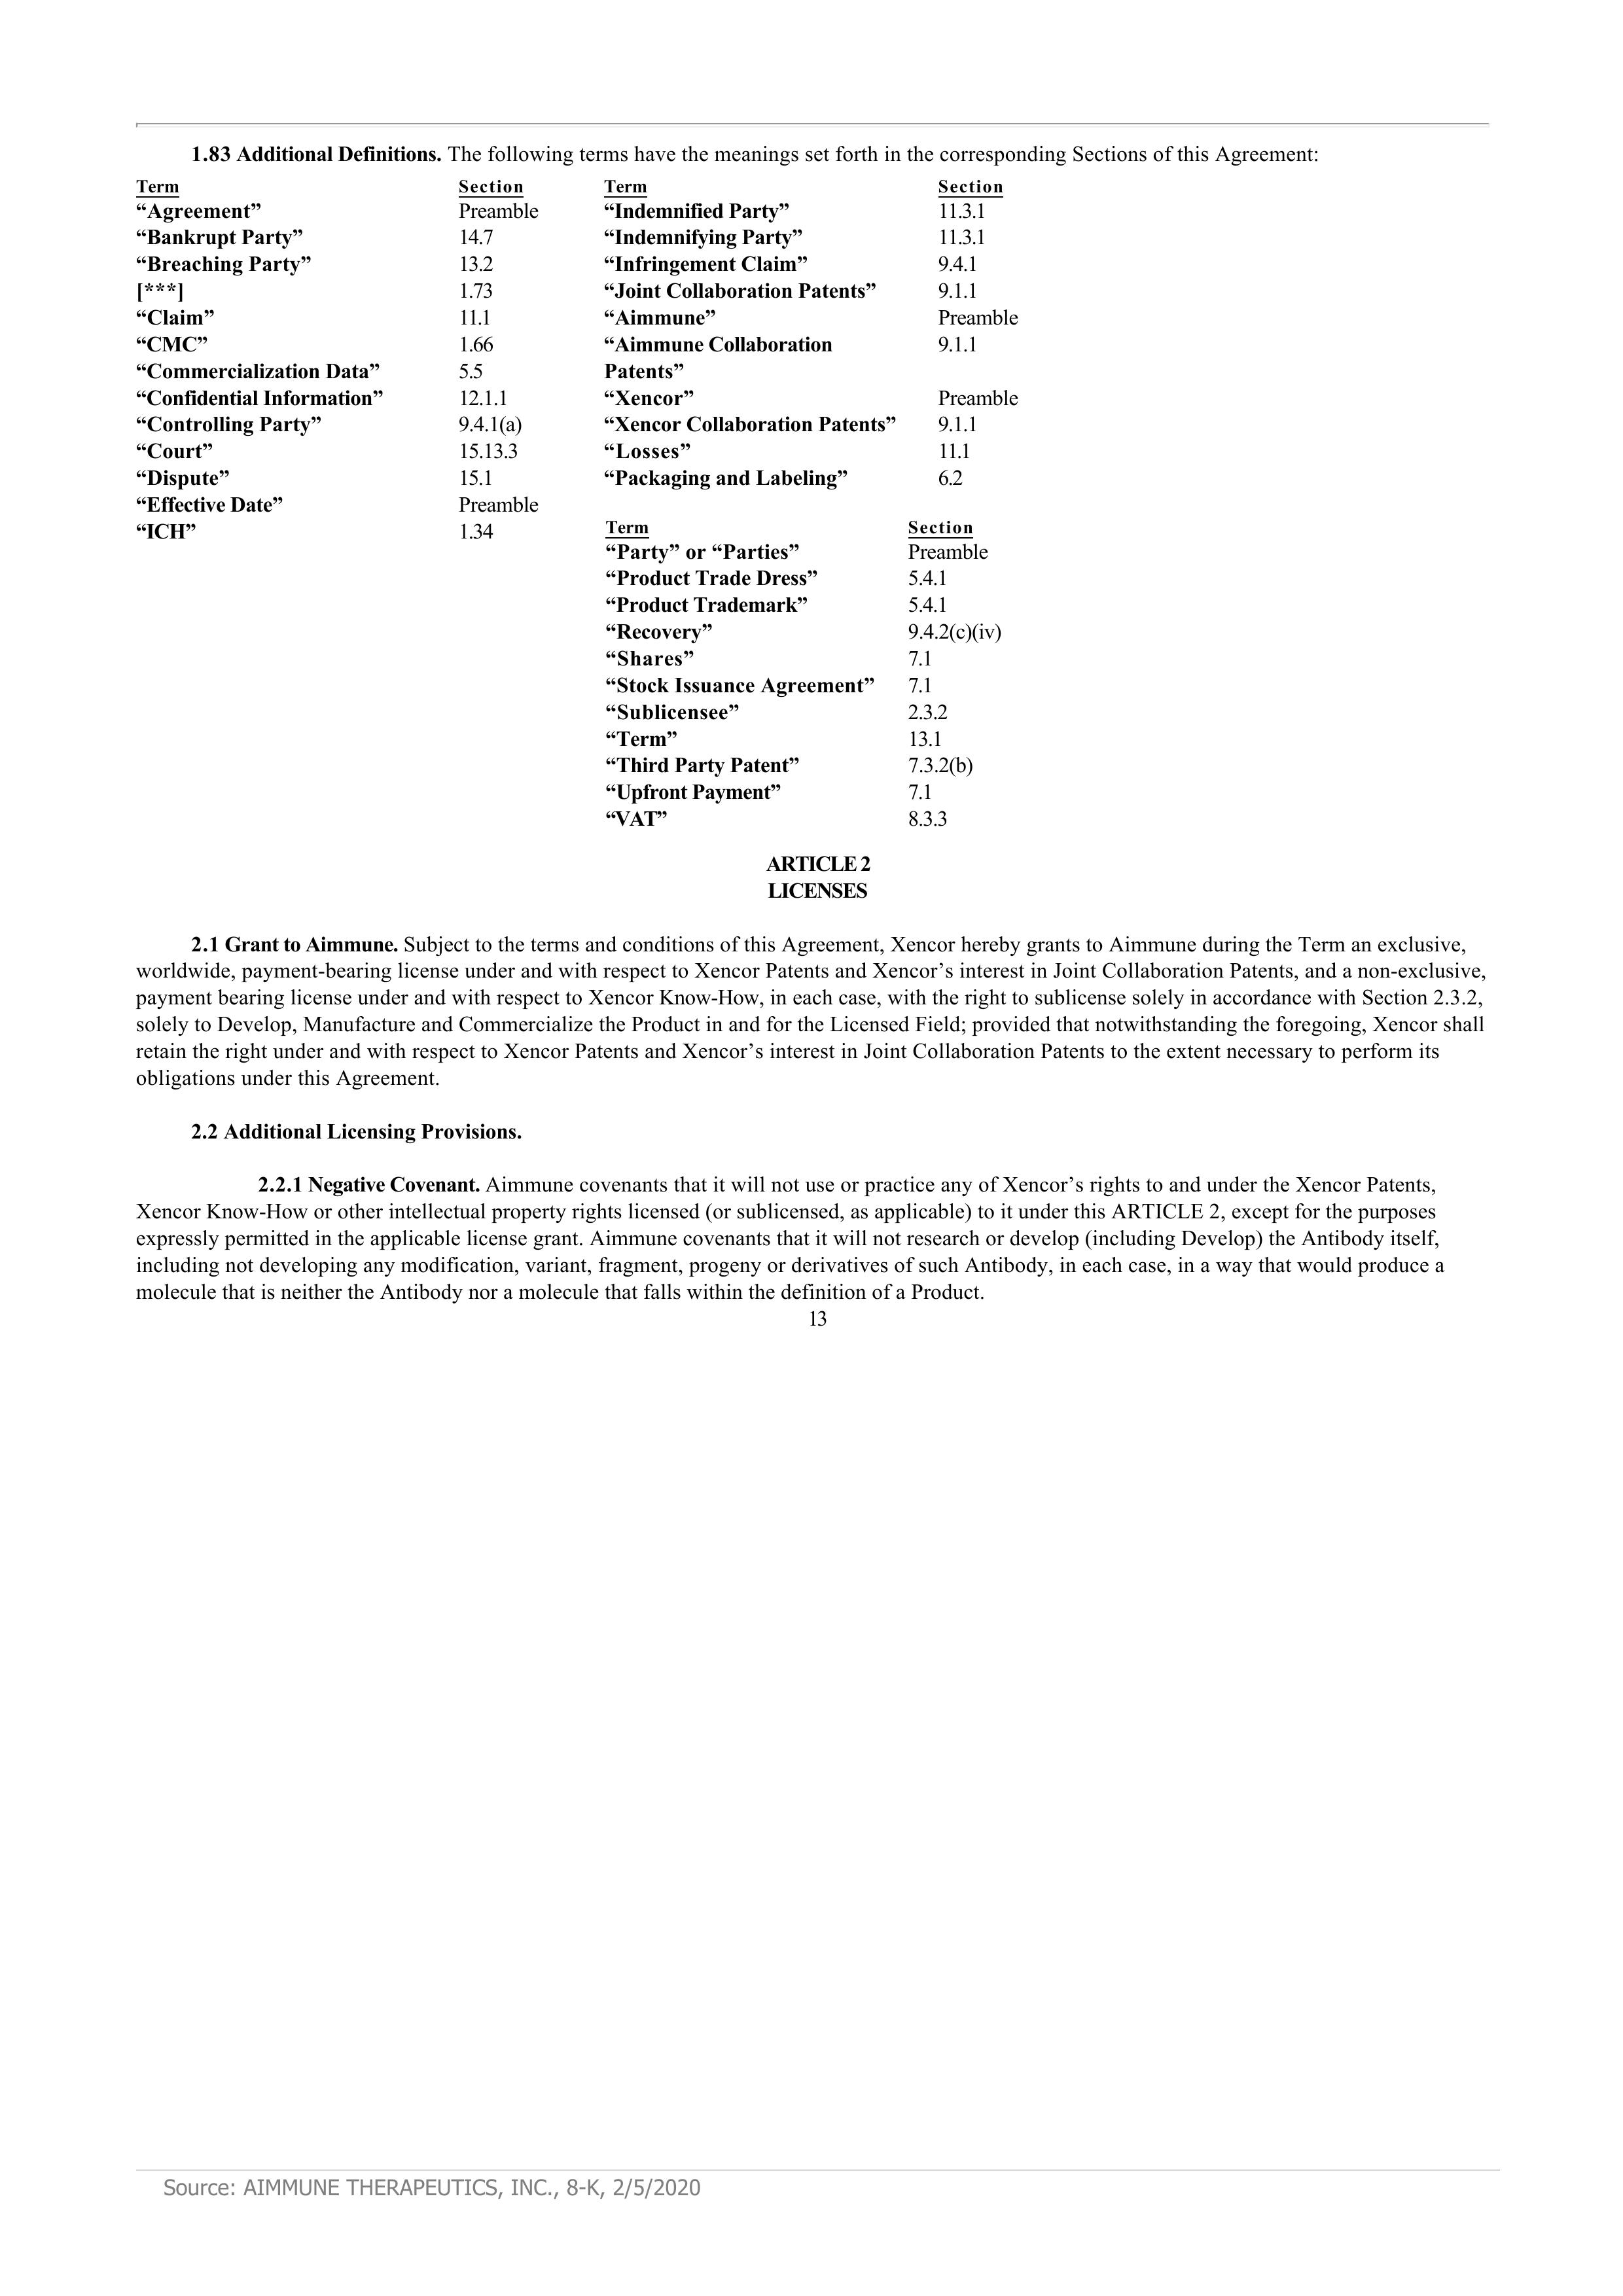 1.83 Additional Definitions. The following terms have the meanings set forth in the corresponding Sections of this Agreement:
Term Section
“Agreement” Preamble
“Bankrupt Party” 14.7
“Breaching Party” 13.2
[***] 1.73
“Claim” 11.1
“CMC” 1.66
“Commercialization Data” 5.5
“Confidential Information” 12.1.1
“Controlling Party” 9.4.1(a)
“Court” 15.13.3
“Dispute” 15.1
“Effective Date” Preamble
“ICH” 1.34
Term Section
“Indemnified Party” 11.3.1
“Indemnifying Party” 11.3.1
“Infringement Claim” 9.4.1
“Joint Collaboration Patents” 9.1.1
“Aimmune” Preamble
“Aimmune Collaboration 9.1.1
Patents”
“Xencor” Preamble
“Xencor Collaboration Patents” 9.1.1
“Losses” 11.1
“Packaging and Labeling” 6.2
Term Section
“Party” or “Parties” Preamble
“Product Trade Dress” 5.4.1
“Product Trademark” 5.4.1
“Recovery” 9.4.2(c)(iv)
“Shares” 7.1
“Stock Issuance Agreement” 7.1
“Sublicensee” 2.3.2
“Term” 13.1
“Third Party Patent” 7.3.2(b)
“Upfront Payment” 7.1
“VAT” 8.3.3
ARTICLE 2
LICENSES
2.1 Grant to Aimmune. Subject to the terms and conditions of this Agreement, Xencor hereby grants to Aimmune during the Term an exclusive,
worldwide, payment-bearing license under and with respect to Xencor Patents and Xencor’s interest in Joint Collaboration Patents, and a non-exclusive,
payment bearing license under and with respect to Xencor Know-How, in each case, with the right to sublicense solely in accordance with Section 2.3.2,
solely to Develop, Manufacture and Commercialize the Product in and for the Licensed Field; provided that notwithstanding the foregoing, Xencor shall
retain the right under and with respect to Xencor Patents and Xencor’s interest in Joint Collaboration Patents to the extent necessary to perform its
obligations under this Agreement.
2.2 Additional Licensing Provisions.
2.2.1 Negative Covenant. Aimmune covenants that it will not use or practice any of Xencor’s rights to and under the Xencor Patents,
Xencor Know-How or other intellectual property rights licensed (or sublicensed, as applicable) to it under this ARTICLE 2, except for the purposes
expressly permitted in the applicable license grant. Aimmune covenants that it will not research or develop (including Develop) the Antibody itself,
including not developing any modification, variant, fragment, progeny or derivatives of such Antibody, in each case, in a way that would produce a
molecule that is neither the Antibody nor a molecule that falls within the definition of a Product.
13
Source: AIMMUNE THERAPEUTICS, INC., 8-K, 2/5/2020